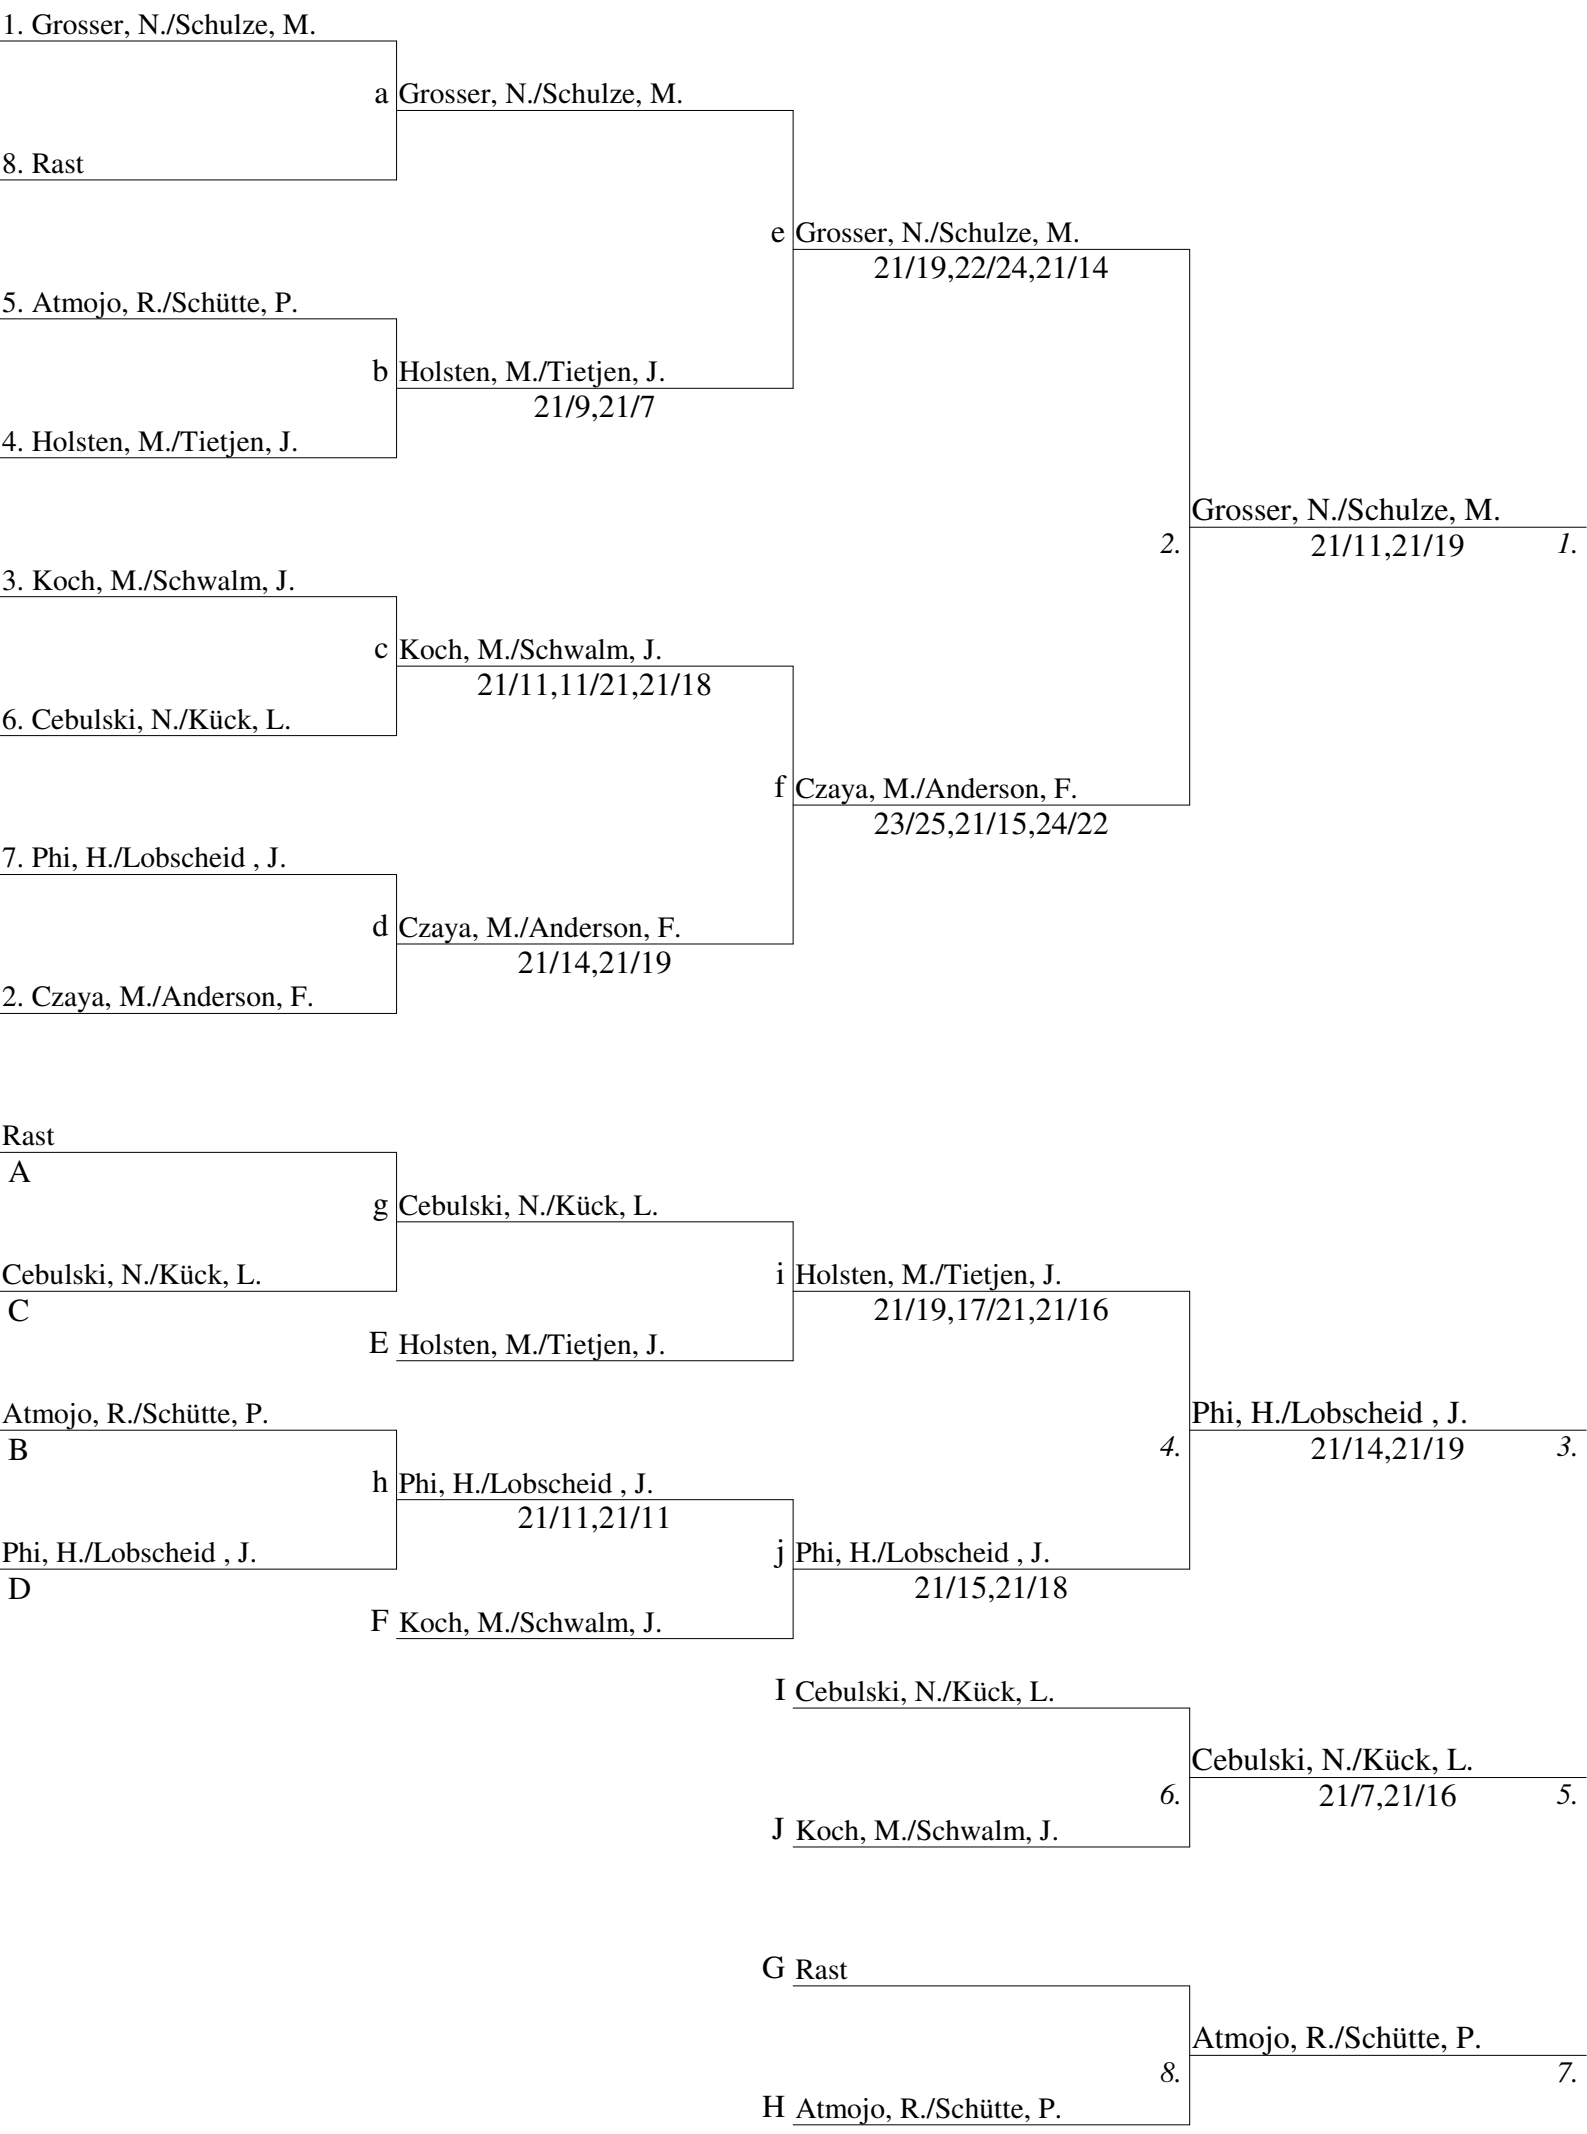 1. Grosser, N./Schulze, M.
a Grosser, N./Schulze, M.
8. Rast
e Grosser, N./Schulze, M.
21/19,22/24,21/14
5. Atmojo, R./Schütte, P.
b Holsten, M./Tietjen, J.
21/9,21/7
4. Holsten, M./Tietjen, J.
Grosser, N./Schulze, M.
2. 21/11,21/19 1.
3. Koch, M./Schwalm, J.
c Koch, M./Schwalm, J.
21/11,11/21,21/18
6. Cebulski, N./Kück, L.
f Czaya, M./Anderson, F.
23/25,21/15,24/22
7. Phi, H./Lobscheid , J.
d Czaya, M./Anderson, F.
21/14,21/19
2. Czaya, M./Anderson, F.
Rast
A
g Cebulski, N./Kück, L.
Cebulski, N./Kück, L.
C
i Holsten, M./Tietjen, J.
21/19,17/21,21/16
E Holsten, M./Tietjen, J.
Atmojo, R./Schütte, P.
B
Phi, H./Lobscheid , J.
4. 21/14,21/19 3.
h Phi, H./Lobscheid , J.
21/11,21/11
Phi, H./Lobscheid , J.
D
j Phi, H./Lobscheid , J.
21/15,21/18
F Koch, M./Schwalm, J.
I Cebulski, N./Kück, L.
Cebulski, N./Kück, L.
6. 21/7,21/16 5.
J Koch, M./Schwalm, J.
G Rast
Atmojo, R./Schütte, P.
8. 7.
H Atmojo, R./Schütte, P.